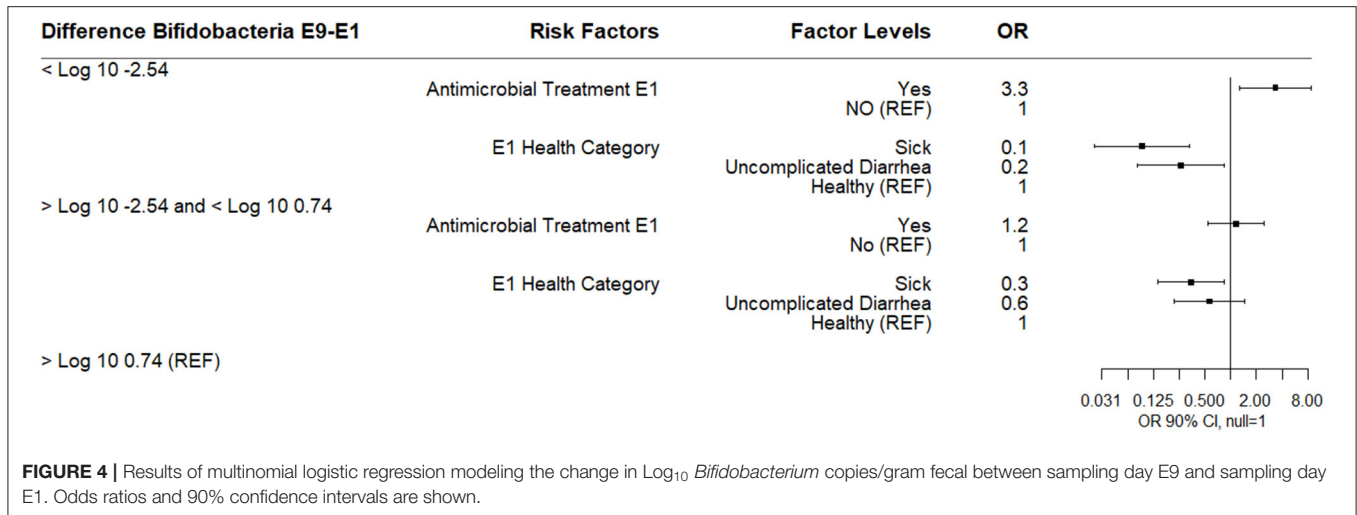 Difference Bifidobacteria E9-E1 Risk Factors Factor Levels OR
< Log 10 -2.54
Antimicrobial Treatment E1 Yes 3.3
NO (REF) 1
E1 Health Category Sick 0.1
Uncomplicated Diarrhea 0.2
Healthy (REF) 1
> Log 10 -2.54 and < Log 10 0.74
Antimicrobial Treatment E1 Yes 1.2
No (REF) 1
E1 Health Category Sick 0.3
Uncomplicated Diarrhea 0.6
Healthy (REF) 1
> Log 10 0.74 (REF)
0.031 0.125 0.500 2.00 8.00
OR 90% CI, null=1
FIGURE 4 | Results of multinomial logistic regression modeling the change in Log₁₀ Bifidobacterium copies/gram fecal between sampling day E9 and sampling day
E1. Odds ratios and 90% confidence intervals are shown.